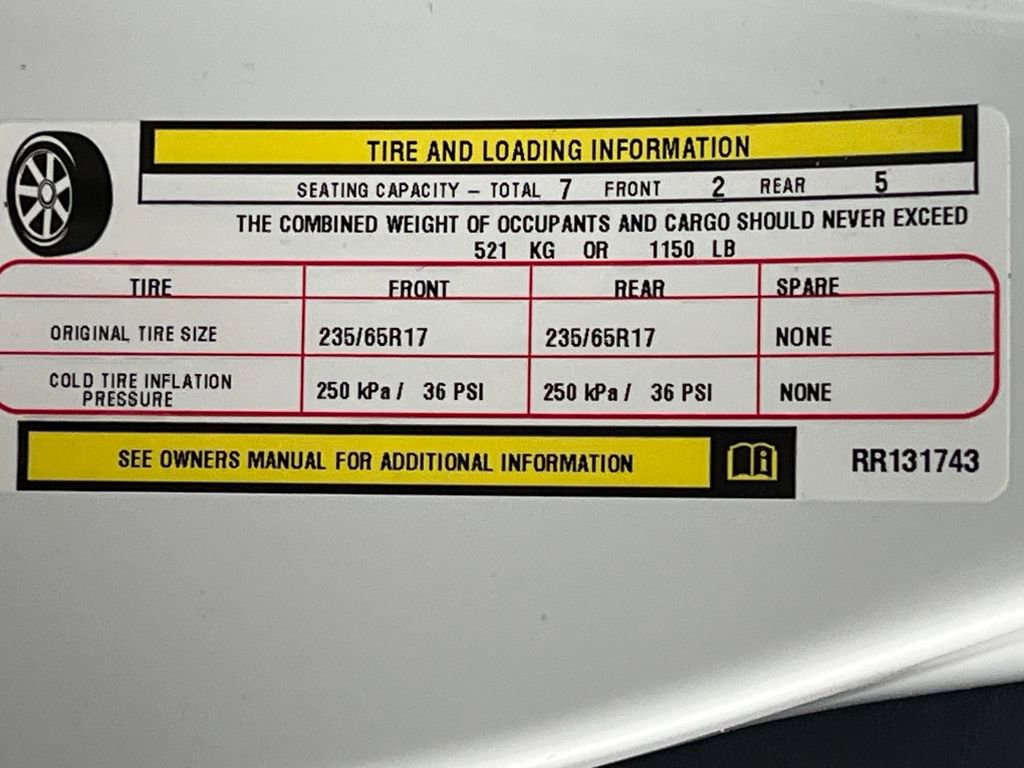 TIRE AND LOADING INFORMATION
SEATING CAPACITY – TOTAL 7 FRONT 2 REAR 5
THE COMBINED WEIGHT OF OCCUPANTS AND CARGO SHOULD NEVER EXCEED
521 KG OR 1150 LB
TIRE FRONT REAR SPARE
ORIGINAL TIRE SIZE 235/65R17 235/65R17 NONE
COLD TIRE INFLATION
PRESSURE 250 kPa / 36 PSI 250 kPa / 36 PSI NONE
SEE OWNERS MANUAL FOR ADDITIONAL INFORMATION
RR131743